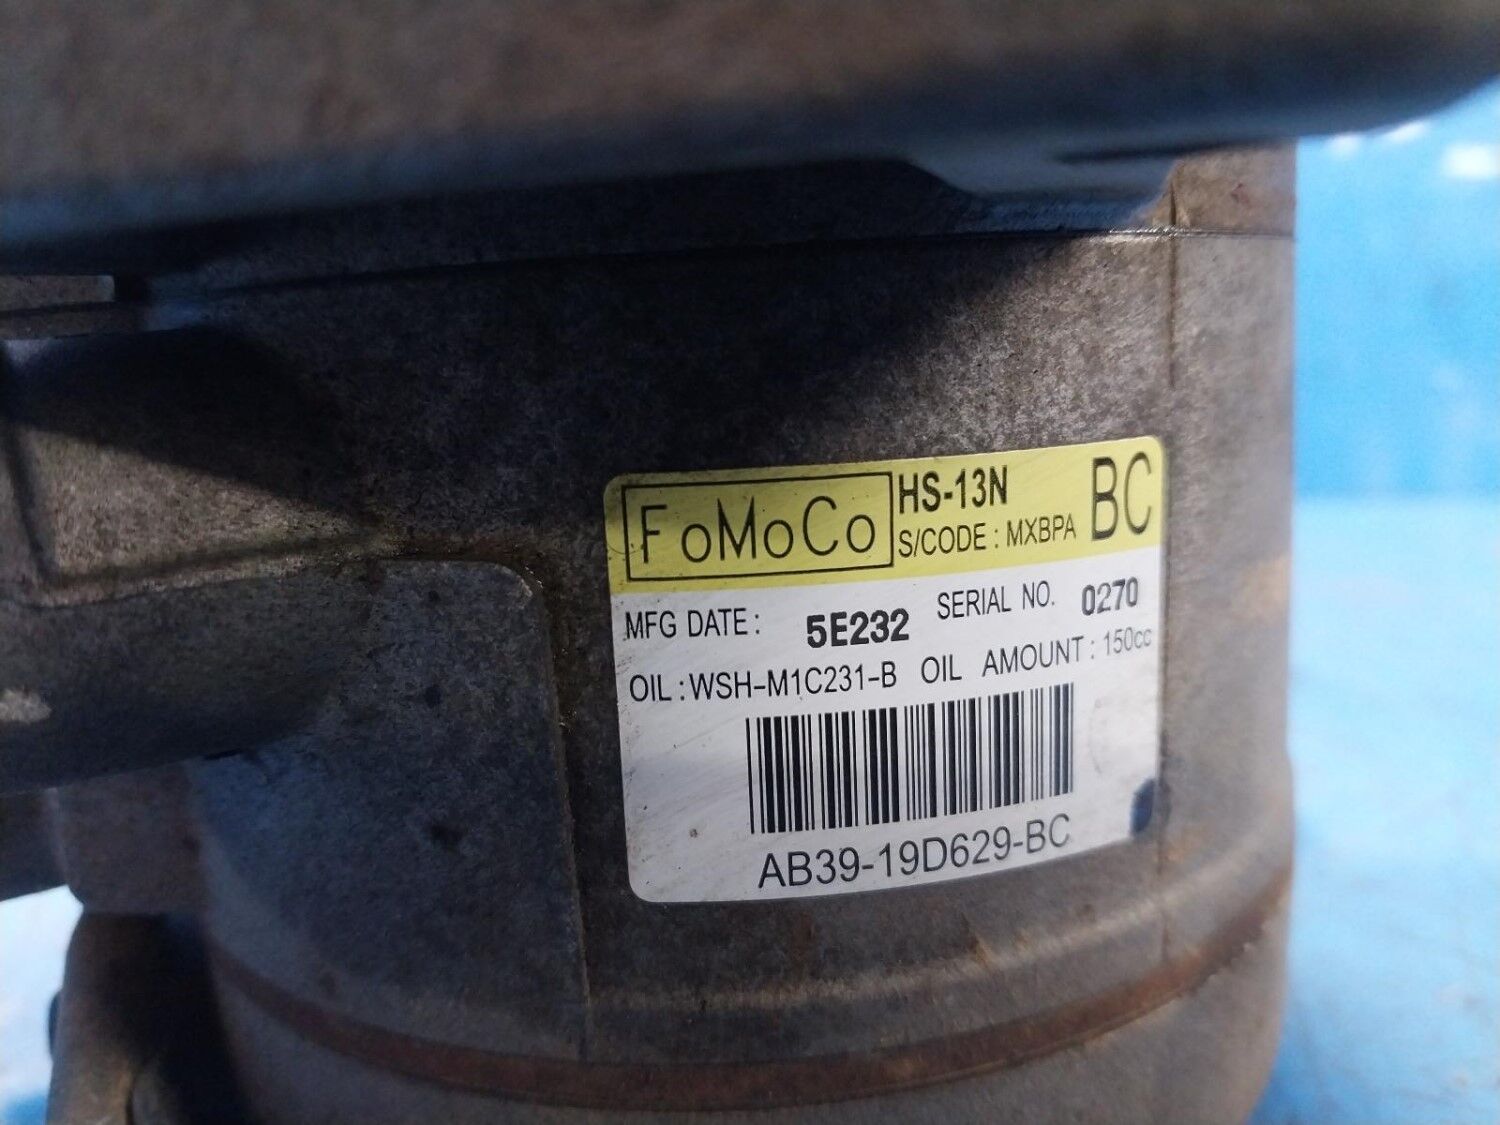 FoMoCo HS-13N BC
S/CODE : MXBPA
MFG DATE : 5E232 SERIAL NO. 0270
OIL : WSH-M1C231-B OIL AMOUNT : 150cc
AB39-19D629-BC